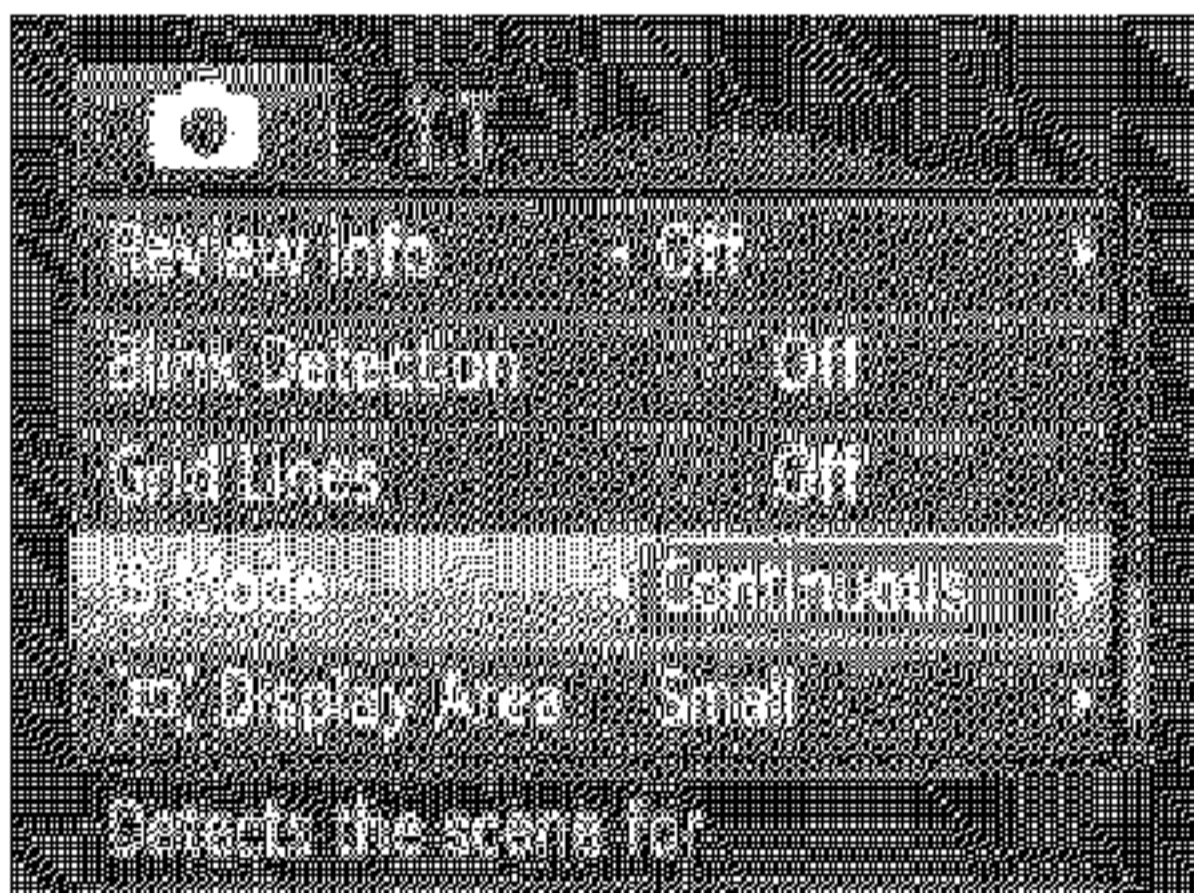 Review Info Off
Blink Detection Off
Grid Lines Off
IS Mode Continuous
Display Area Small
Detects the scene for